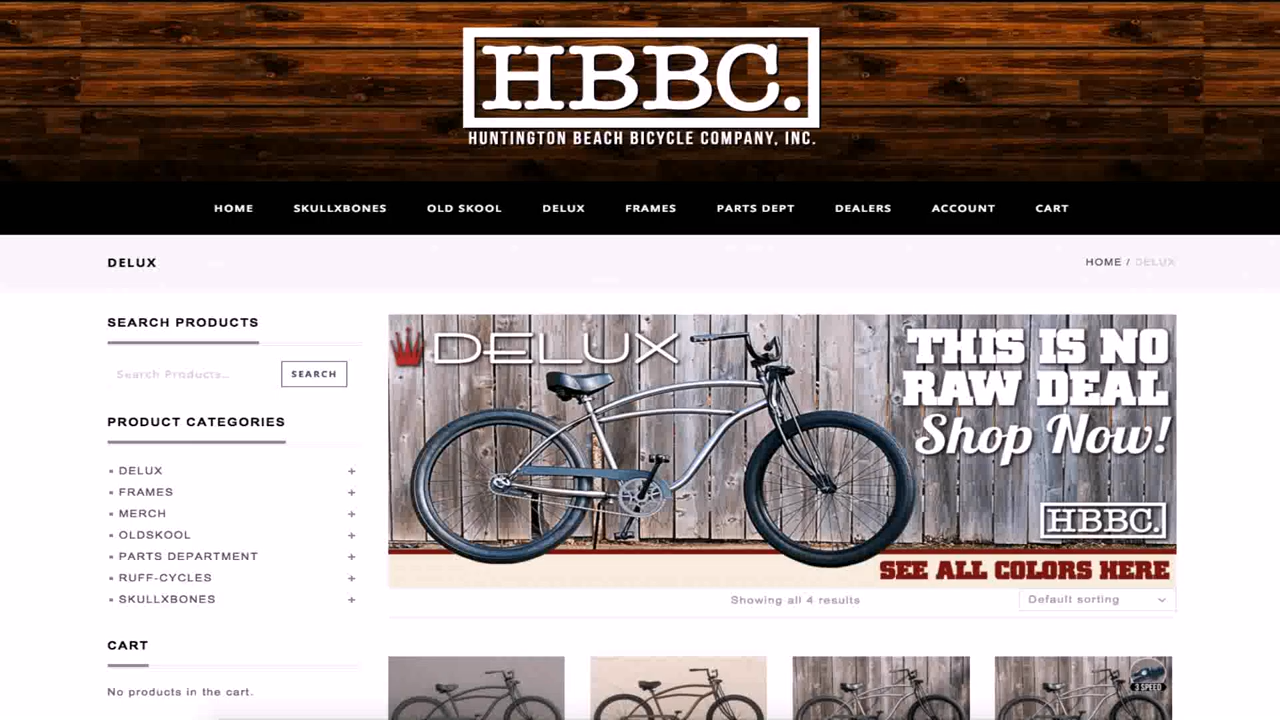 HBBC.
HUNTINGTON BEACH BICYCLE COMPANY, INC.
HOME SKULLXBONES OLD SKOOL DELUX FRAMES PARTS DEPT DEALERS ACCOUNT CART
DELUX
HOME / DELUX
SEARCH PRODUCTS
Search Products...
SEARCH
PRODUCT CATEGORIES
DELUX +
FRAMES +
MERCH +
OLDSKOOL +
PARTS DEPARTMENT +
RUFF-CYCLES +
SKULLXBONES +
CART
No products in the cart.
DELUX
THIS IS NO
RAW DEAL
Shop Now!
HBBC.
SEE ALL COLORS HERE
Showing all 4 results
Default sorting
3 SPEED